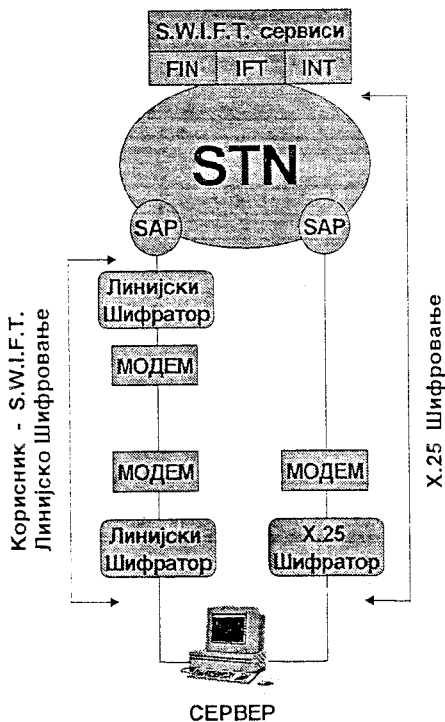 S.W.I.F.T. сервиси
FIN IFT INT
STN
SAP SAP
Линијски
Шифратор
МОДЕМ
МОДЕМ МОДЕМ
Линијски
Шифратор
X.25
Шифратор
СЕРВЕР
Корисник - S.W.I.F.T.
Линијско Шифровање
X.25 Шифровање